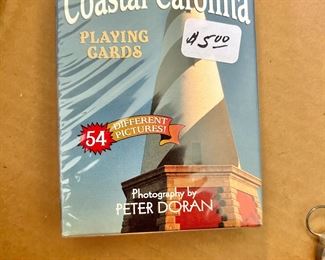 Coastal Carolina
PLAYING
CARDS
$5.00
54 DIFFERENT
PICTURES!
Photography by
PETER DORAN